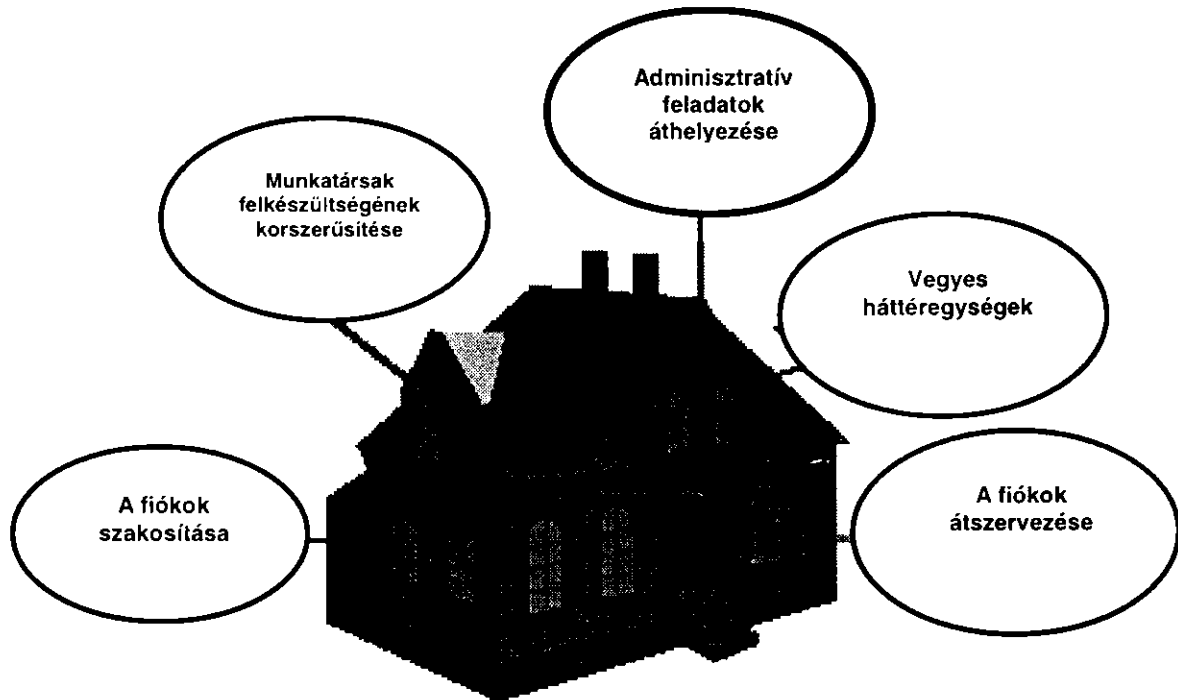 Adminisztratív
feladatok
áthelyezése
Munkatársak
felkészültségének
korszerűsítése
Vegyes
háttéregységek
A fiókok
szakosítása
A fiókok
átszervezése